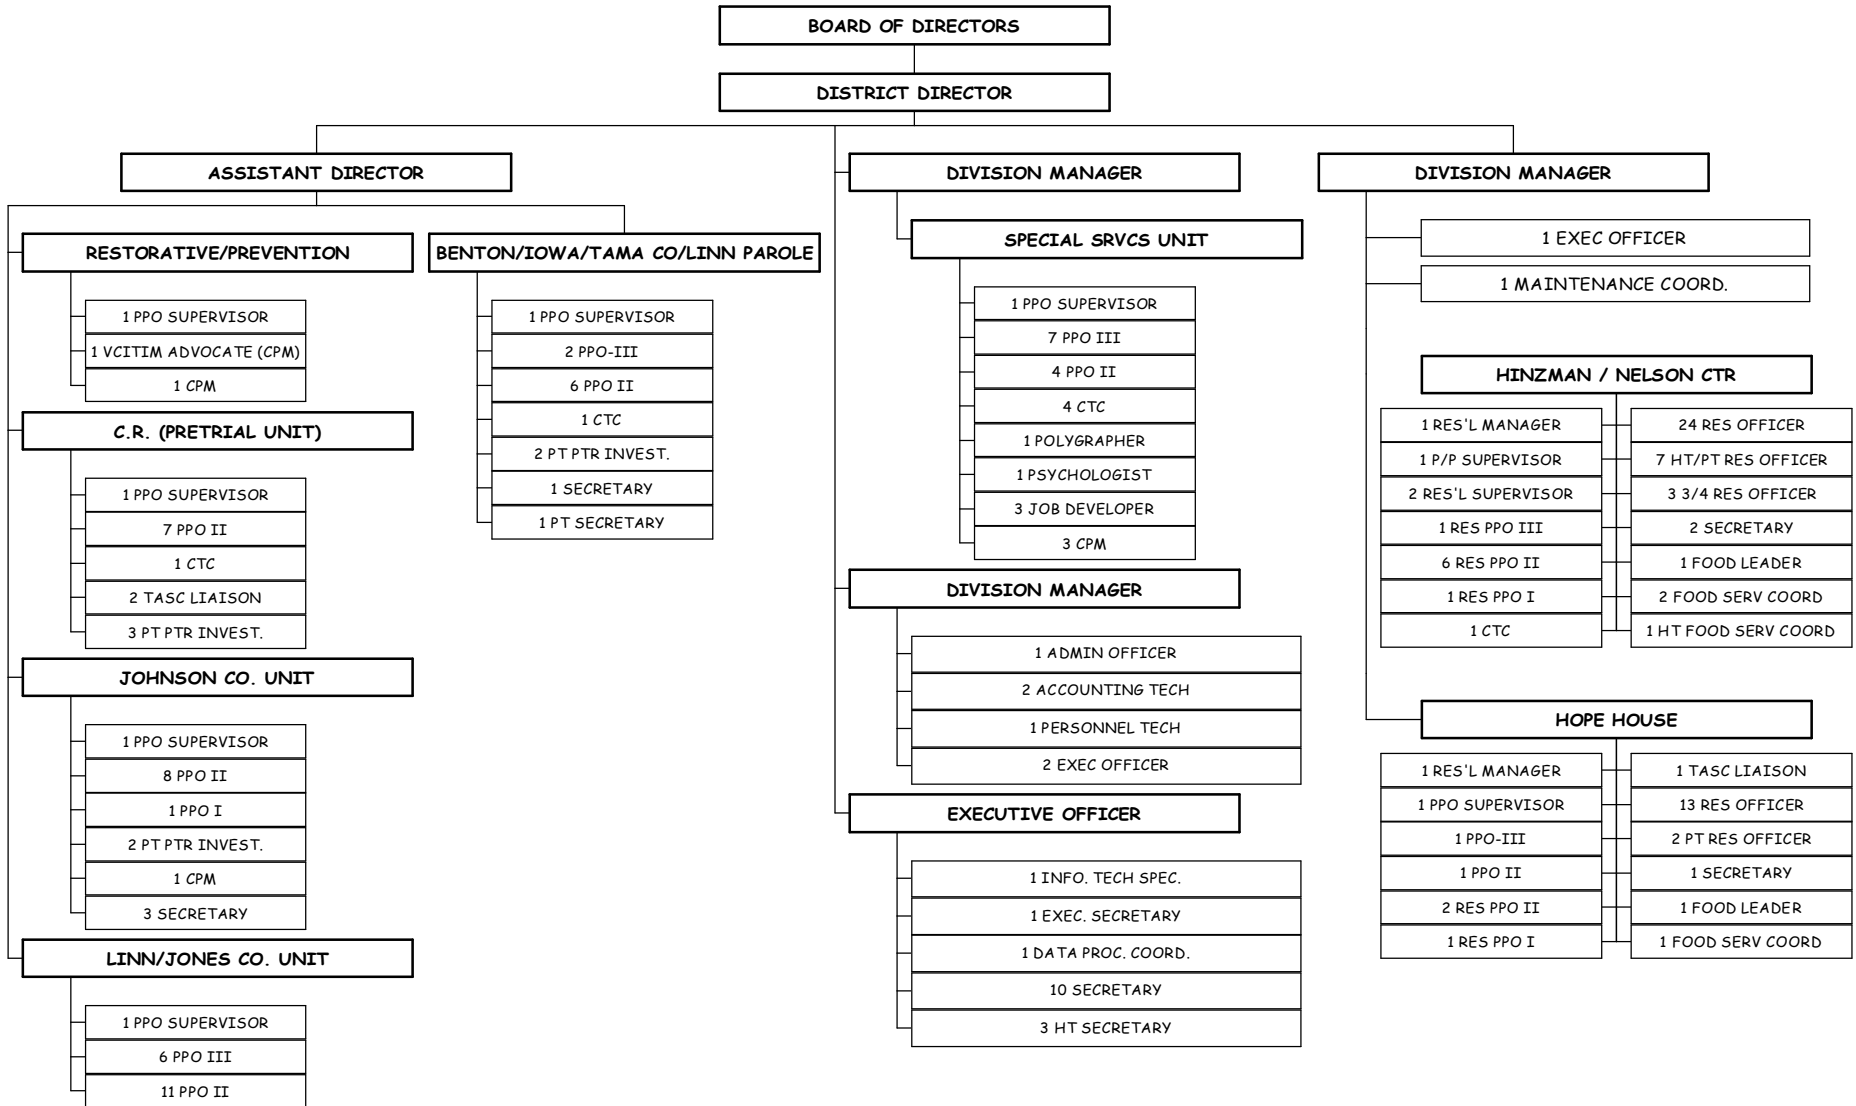 BOARD OF DIRECTORS
DISTRICT DIRECTOR
ASSISTANT DIRECTOR
RESTORATIVE/PREVENTION
1 PPO SUPERVISOR
1 VCITIM ADVOCATE (CPM)
1 CPM
C.R. (PRETRIAL UNIT)
1 PPO SUPERVISOR
7 PPO II
1 CTC
2 TASC LIAISON
3 PT PTR INVEST.
JOHNSON CO. UNIT
1 PPO SUPERVISOR
8 PPO II
1 PPO I
2 PT PTR INVEST.
1 CPM
3 SECRETARY
LINN/JONES CO. UNIT
1 PPO SUPERVISOR
6 PPO III
11 PPO II
BENTON/IOWA/TAMA CO/LINN PAROLE
1 PPO SUPERVISOR
2 PPO-III
6 PPO II
1 CTC
2 PT PTR INVEST.
1 SECRETARY
1 PT SECRETARY
DIVISION MANAGER
SPECIAL SRVCS UNIT
1 PPO SUPERVISOR
7 PPO III
4 PPO II
4 CTC
1 POLYGRAPHER
1 PSYCHOLOGIST
3 JOB DEVELOPER
3 CPM
DIVISION MANAGER
1 ADMIN OFFICER
2 ACCOUNTING TECH
1 PERSONNEL TECH
2 EXEC OFFICER
EXECUTIVE OFFICER
1 INFO. TECH SPEC.
1 EXEC. SECRETARY
1 DATA PROC. COORD.
10 SECRETARY
3 HT SECRETARY
DIVISION MANAGER
1 EXEC OFFICER
1 MAINTENANCE COORD.
HINZMAN / NELSON CTR
1 RES'L MANAGER
1 P/P SUPERVISOR
2 RES'L SUPERVISOR
1 RES PPO III
6 RES PPO II
1 RES PPO I
1 CTC
24 RES OFFICER
7 HT/PT RES OFFICER
3 3/4 RES OFFICER
2 SECRETARY
1 FOOD LEADER
2 FOOD SERV COORD
1 HT FOOD SERV COORD
HOPE HOUSE
1 RES'L MANAGER
1 PPO SUPERVISOR
1 PPO-III
1 PPO II
2 RES PPO II
1 RES PPO I
1 TASC LIAISON
13 RES OFFICER
2 PT RES OFFICER
1 SECRETARY
1 FOOD LEADER
1 FOOD SERV COORD